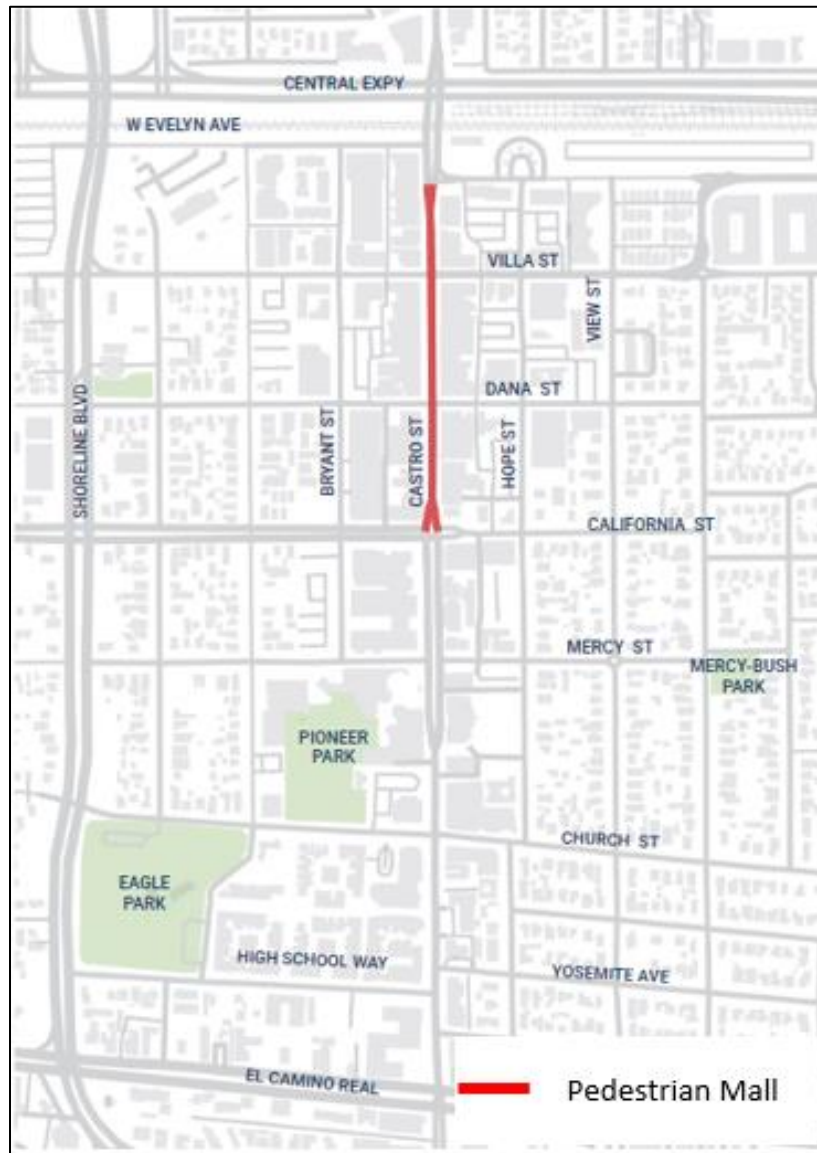 CENTRAL EXPY
W EVELYN AVE
VILLA ST
VIEW ST
DANA ST
SHORELINE BLVD
BRYANT ST
CASTRO ST
HOPE ST
CALIFORNIA ST
MERCY ST
MERCY-BUSH
PARK
PIONEER
PARK
CHURCH ST
EAGLE
PARK
HIGH SCHOOL WAY
YOSEMITE AVE
EL CAMINO REAL
Pedestrian Mall